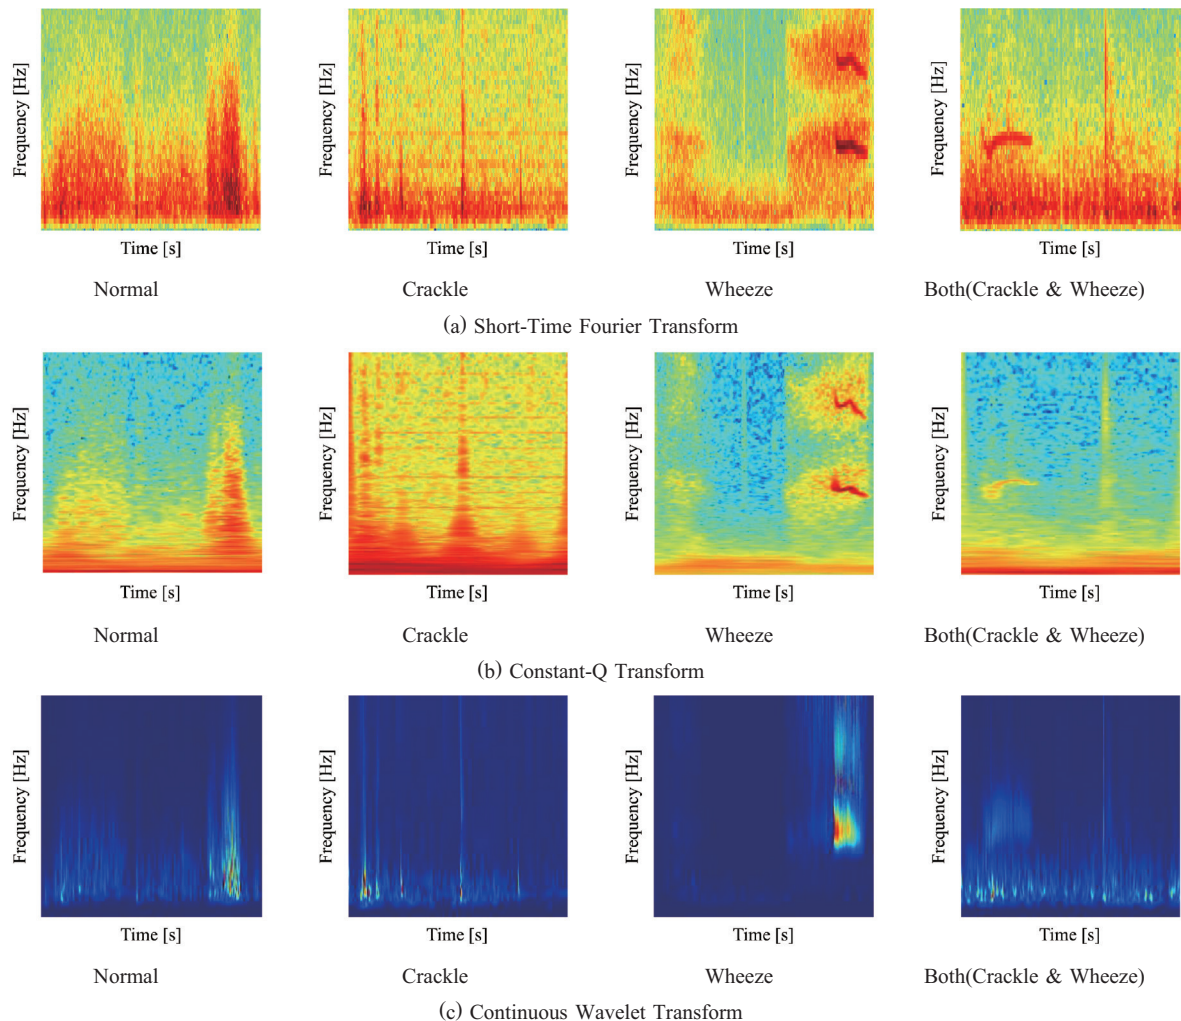 Frequency [Hz] Frequency [Hz] Frequency [Hz] Frequency [Hz]
Time [s] Time [s] Time [s] Time [s]
Normal Crackle Wheeze Both(Crackle & Wheeze)
(a) Short-Time Fourier Transform
Frequency [Hz] Frequency [Hz] Frequency [Hz] Frequency [Hz]
Time [s] Time [s] Time [s] Time [s]
Normal Crackle Wheeze Both(Crackle & Wheeze)
(b) Constant-Q Transform
Frequency [Hz] Frequency [Hz] Frequency [Hz] Frequency [Hz]
Time [s] Time [s] Time [s] Time [s]
Normal Crackle Wheeze Both(Crackle & Wheeze)
(c) Continuous Wavelet Transform